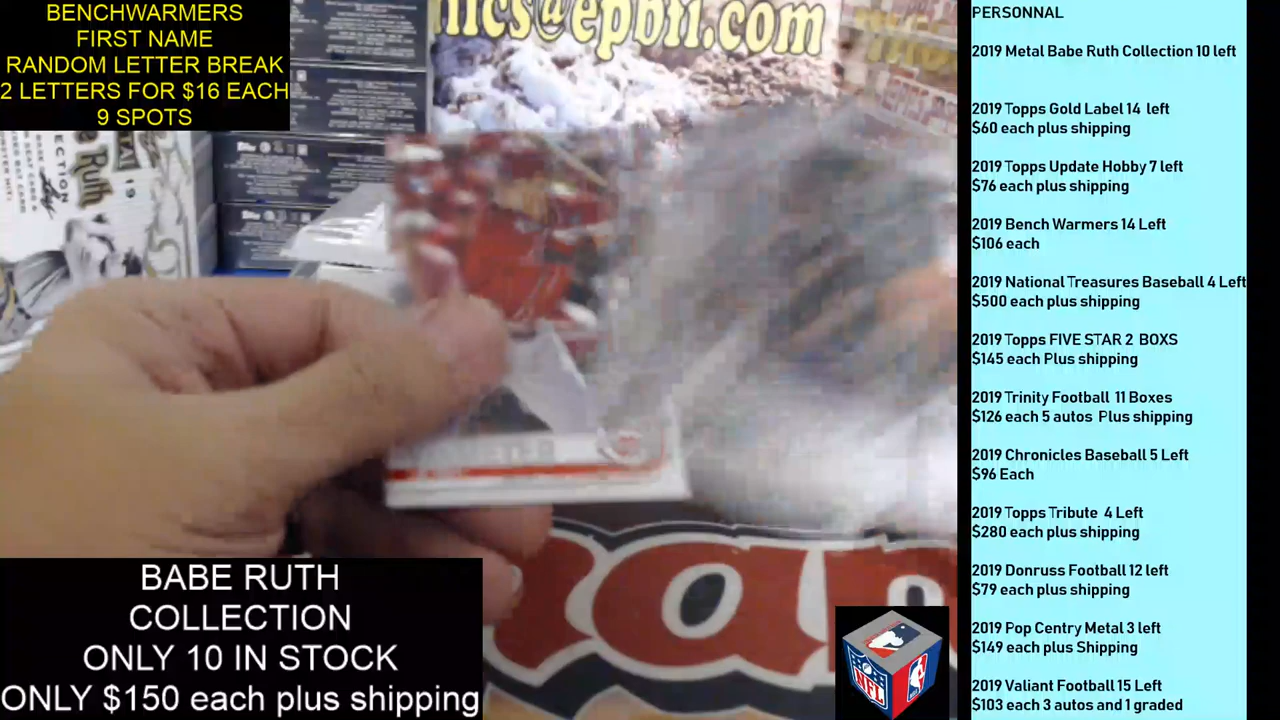 BENCHWARMERS
FIRST NAME
RANDOM LETTER BREAK
2 LETTERS FOR $16 EACH
9 SPOTS
nics@epbti.com
19
Ruth
BABE RUTH
COLLECTION
ONLY 10 IN STOCK
ONLY $150 each plus shipping
NFL
PERSONNAL
2019 Metal Babe Ruth Collection 10 left
2019 Topps Gold Label 14 left
$60 each plus shipping
2019 Topps Update Hobby 7 left
$76 each plus shipping
2019 Bench Warmers 14 Left
$106 each
2019 National Treasures Baseball 4 Left
$500 each plus shipping
2019 Topps FIVE STAR 2 BOXS
$145 each Plus shipping
2019 Trinity Football 11 Boxes
$126 each 5 autos Plus shipping
2019 Chronicles Baseball 5 Left
$96 Each
2019 Topps Tribute 4 Left
$280 each plus shipping
2019 Donruss Football 12 left
$79 each plus shipping
2019 Pop Centry Metal 3 left
$149 each plus Shipping
2019 Valiant Football 15 Left
$103 each 3 autos and 1 graded